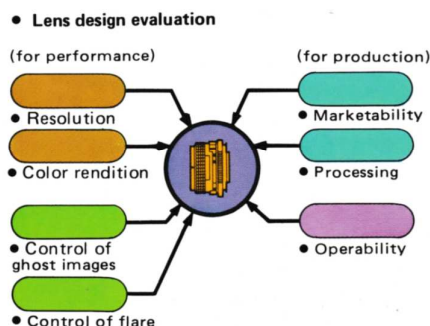 ● Lens design evaluation
(for performance)
● Resolution
● Color rendition
● Control of
ghost images
● Control of flare
(for production)
● Marketability
● Processing
● Operability